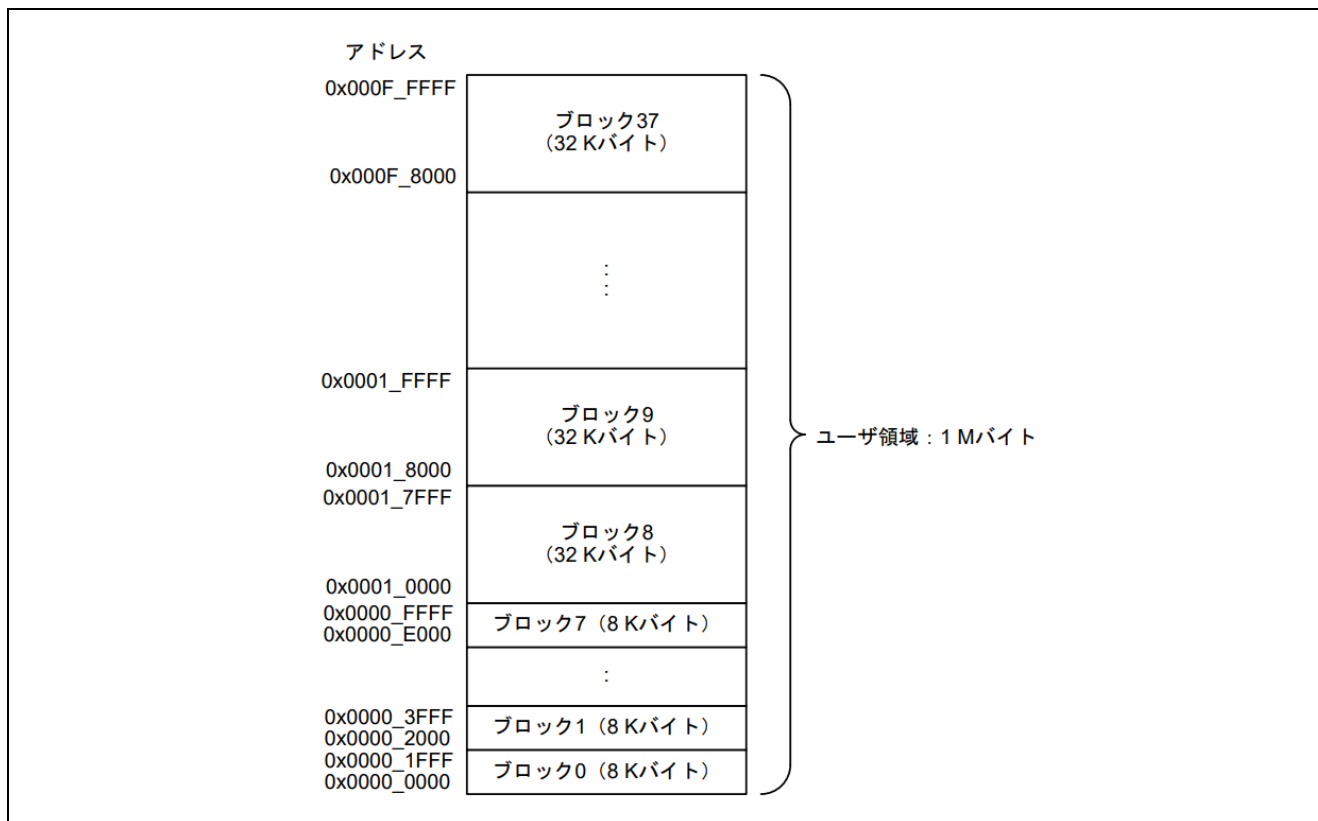 アドレス
0x000F_FFFF
ブロック37
(32 Kバイト)
0x000F_8000
:
:
0x0001_FFFF
ブロック9
(32 Kバイト)
ユーザ領域:1 Mバイト
0x0001_8000
0x0001_7FFF
ブロック8
(32 Kバイト)
0x0001_0000
0x0000_FFFF
ブロック7(8 Kバイト)
0x0000_E000
:
0x0000_3FFF
ブロック1(8 Kバイト)
0x0000_2000
0x0000_1FFF
ブロック0(8 Kバイト)
0x0000_0000